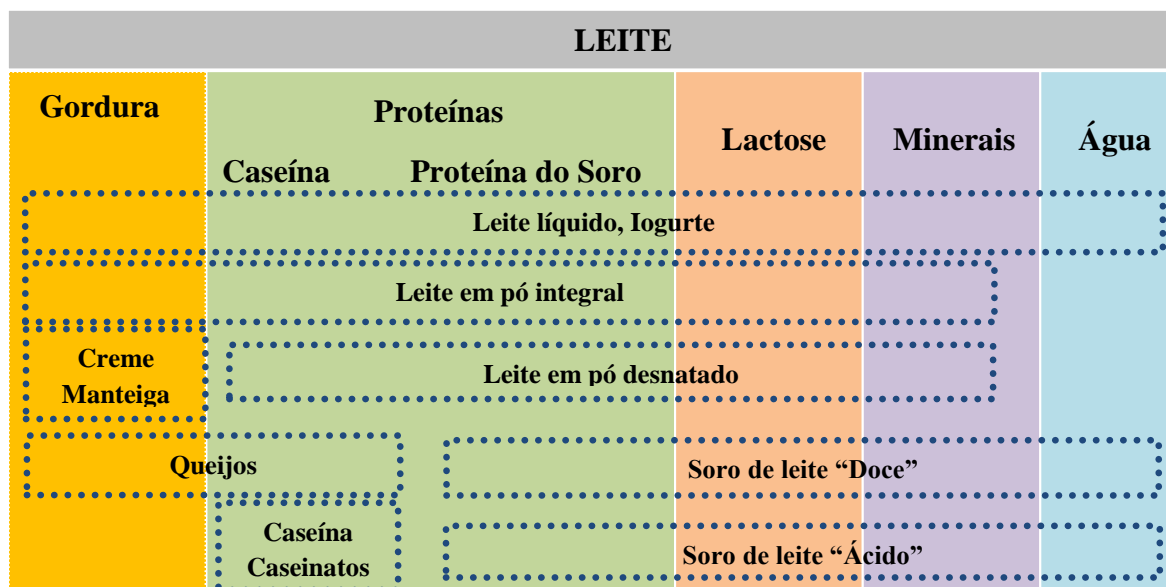 LEITE
Gordura
Proteínas
Lactose
Minerais
Água
Caseína
Proteína do Soro
Leite líquido, Iogurte
Leite em pó integral
Creme
Manteiga
Leite em pó desnatado
Queijos
Soro de leite “Doce”
Caseína
Caseinatos
Soro de leite “Ácido”